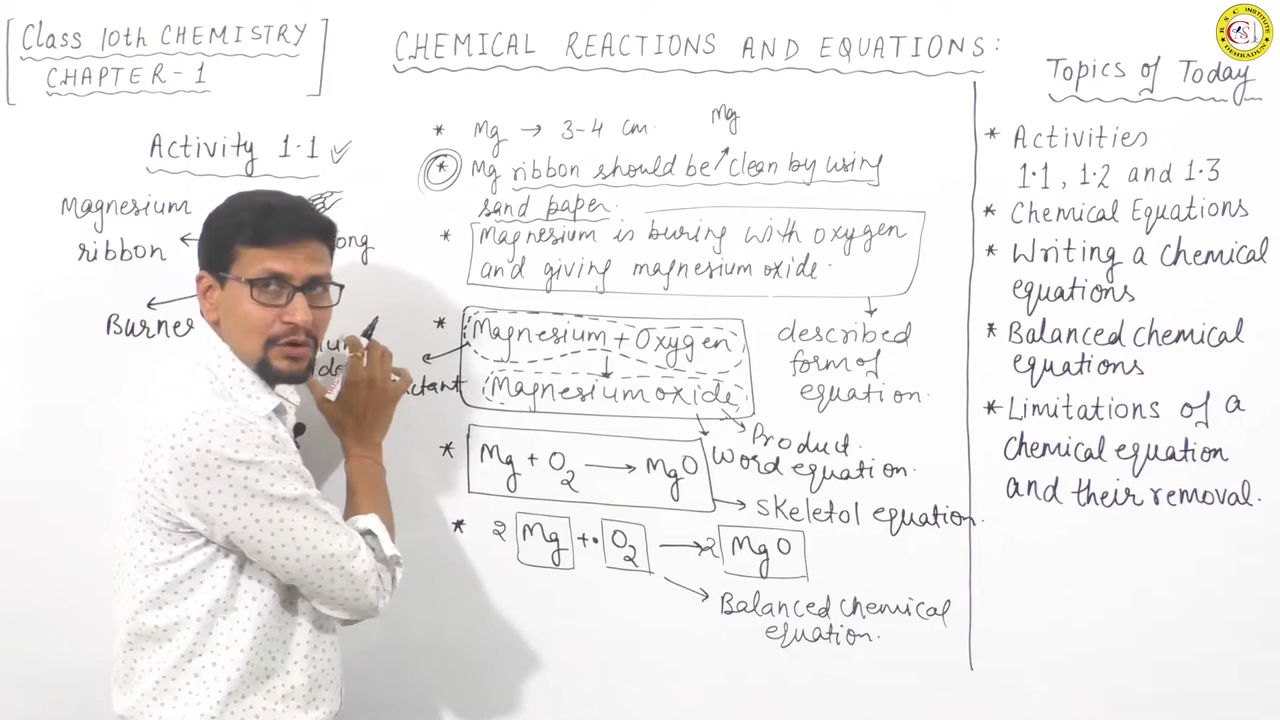 Class 10th CHEMISTRY
CHAPTER-1
CHEMICAL REACTIONS AND EQUATIONS:
R S C INSTITUTE
DEHRADUN
Activity 1.1
Magnesium
ribbon
Burner
* Mg → 3-4 cm.
Mg
* Mg ribbon should be clean by using
sand paper.
* Magnesium is buring with oxygen
and giving magnesium oxide.
described
form of
equation.
* Magnesium + Oxygen
↓
Magnesium oxide
Product.
word equation.
* Mg + O2 → MgO
skeletol equation.
* 2 Mg + O2 → 2 MgO
Balanced chemical
equation.
Topics of Today
* Activities
1.1, 1.2 and 1.3
* Chemical Equations
* Writing a chemical
equations
* Balanced chemical
equations
* Limitations of a
chemical equation
and their removal.